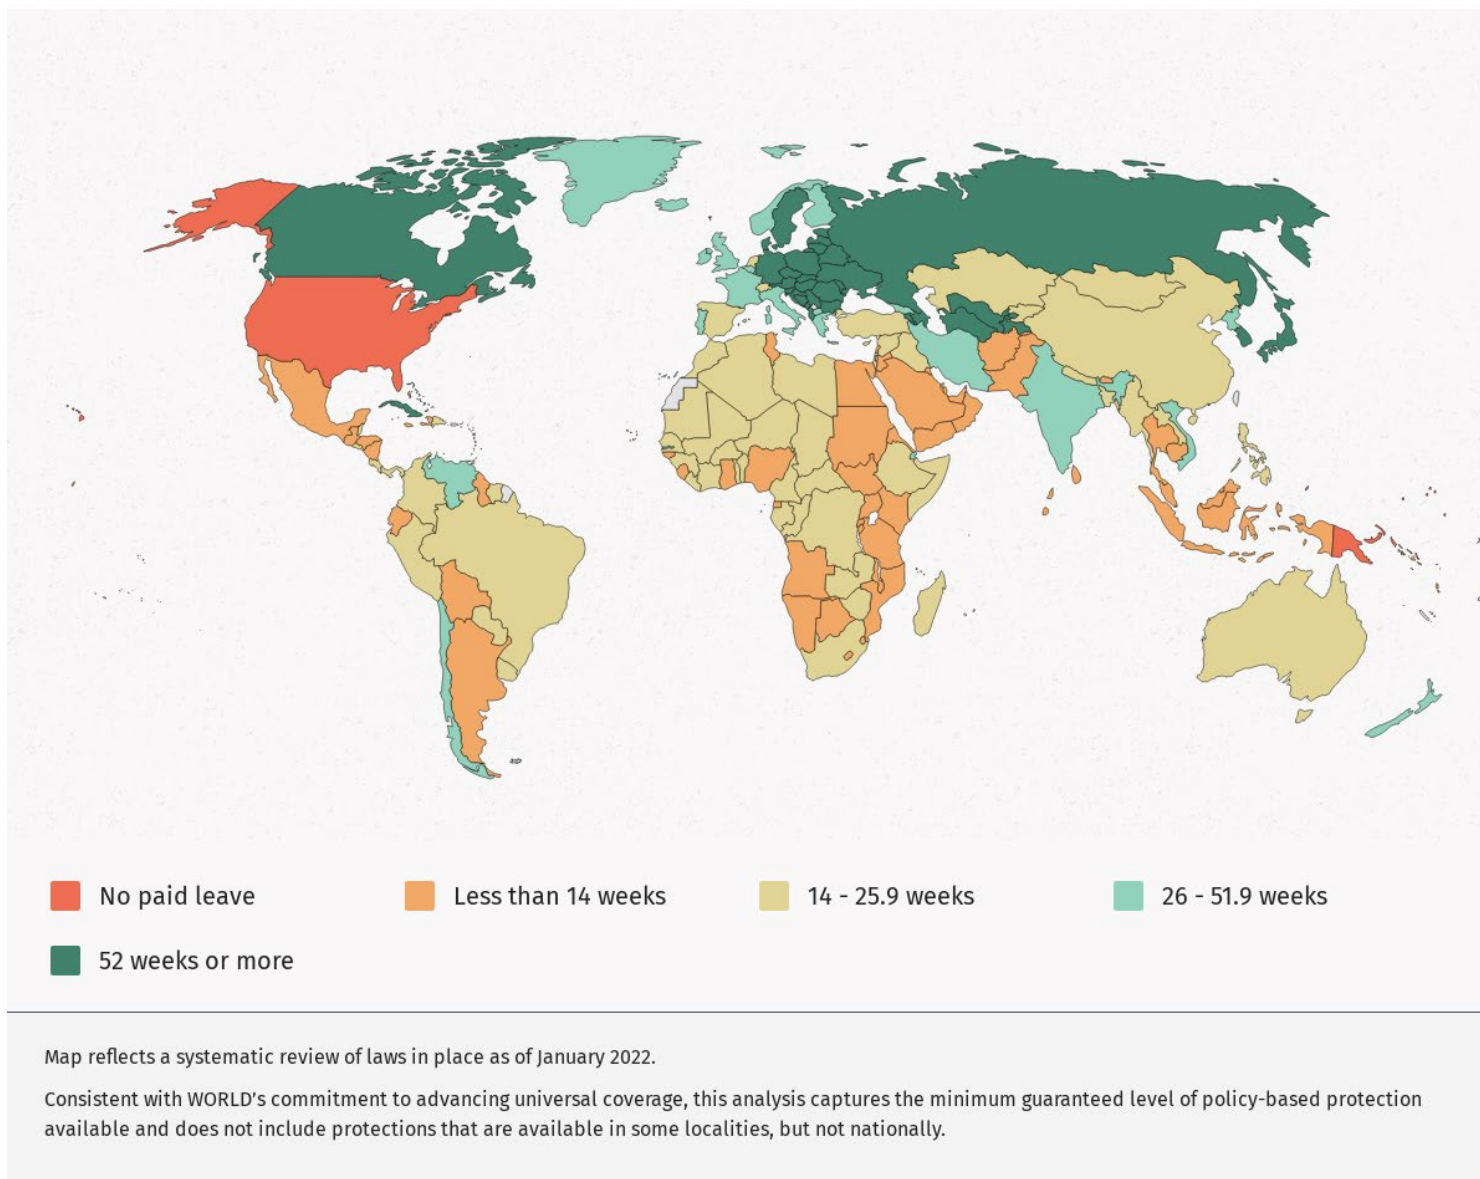 No paid leave
Less than 14 weeks
14 - 25.9 weeks
26 - 51.9 weeks
52 weeks or more
Map reflects a systematic review of laws in place as of January 2022.
Consistent with WORLD’s commitment to advancing universal coverage, this analysis captures the minimum guaranteed level of policy-based protection
available and does not include protections that are available in some localities, but not nationally.